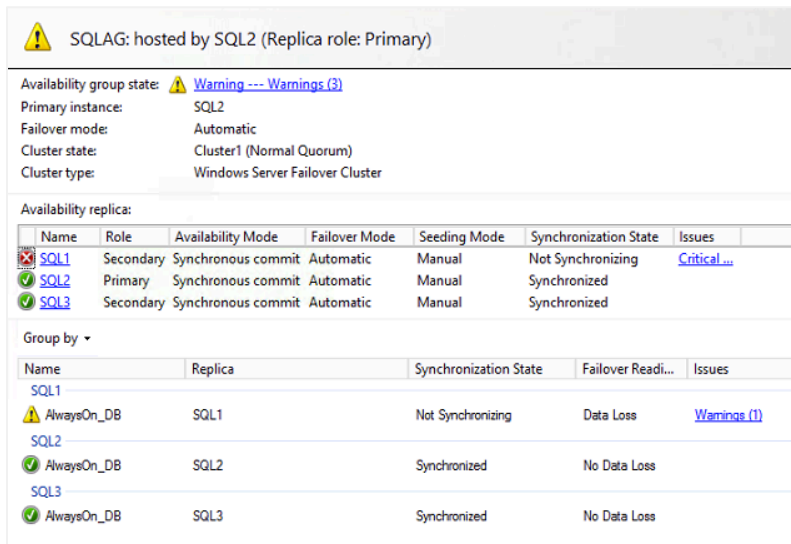 SQLAG: hosted by SQL2 (Replica role: Primary)
Availability group state: Warning --- Warnings (3)
Primary instance: SQL2
Failover mode: Automatic
Cluster state: Cluster1 (Normal Quorum)
Cluster type: Windows Server Failover Cluster
Availability replica:
Name Role Availability Mode Failover Mode Seeding Mode Synchronization State Issues
SQL1 Secondary Synchronous commit Automatic Manual Not Synchronizing Critical ...
SQL2 Primary Synchronous commit Automatic Manual Synchronized
SQL3 Secondary Synchronous commit Automatic Manual Synchronized
Group by
Name Replica Synchronization State Failover Readi... Issues
SQL1
AlwaysOn_DB SQL1 Not Synchronizing Data Loss Warnings (1)
SQL2
AlwaysOn_DB SQL2 Synchronized No Data Loss
SQL3
AlwaysOn_DB SQL3 Synchronized No Data Loss